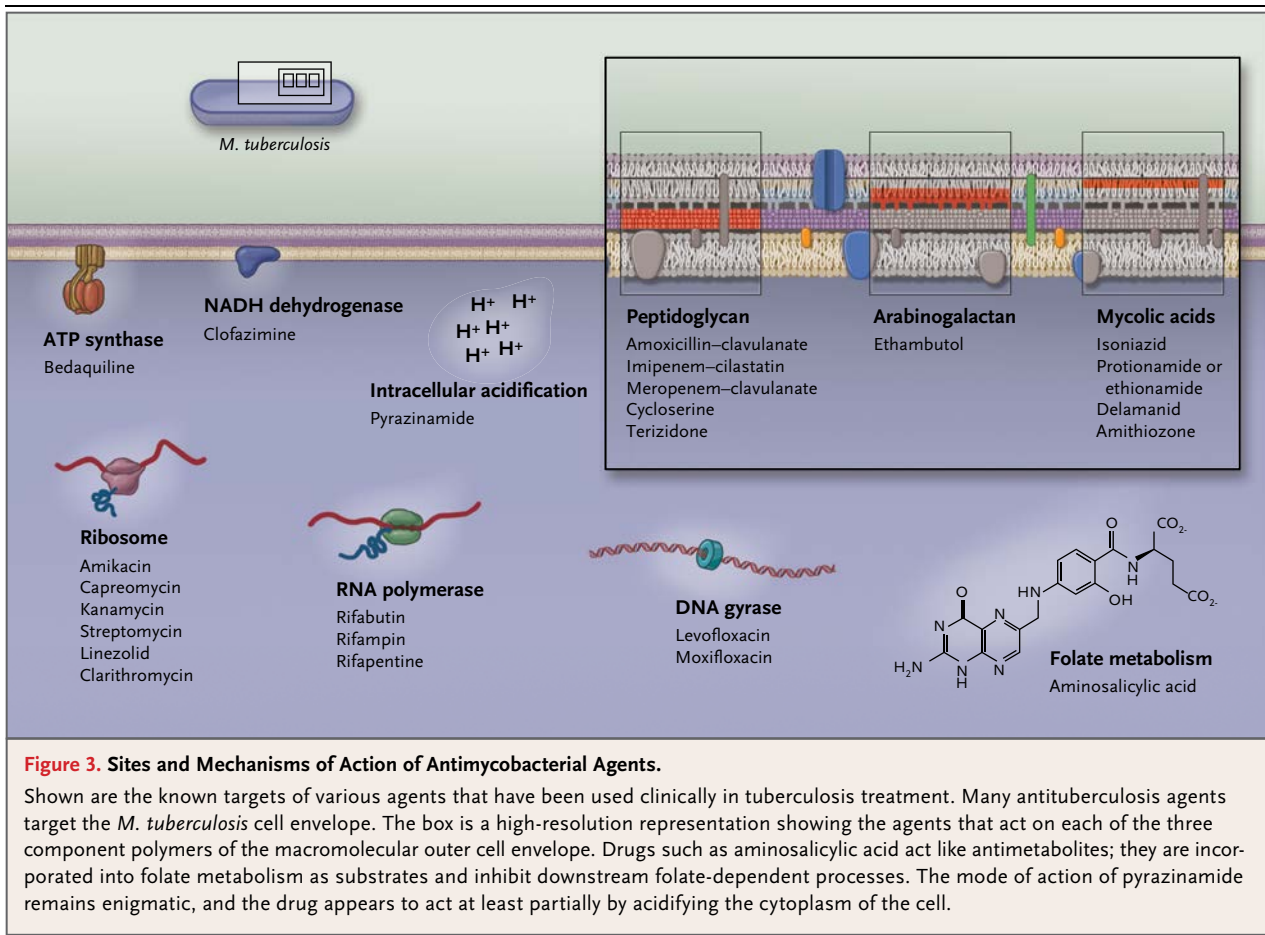 M. tuberculosis
ATP synthase
Bedaquiline
NADH dehydrogenase
Clofazimine
H+ H+
H+ H+
H+ H+
Intracellular acidification
Pyrazinamide
Peptidoglycan
Amoxicillin–clavulanate
Imipenem–cilastatin
Meropenem–clavulanate
Cycloserine
Terizidone
Arabinogalactan
Ethambutol
Mycolic acids
Isoniazid
Protionamide or
ethionamide
Delamanid
Amithiozone
Ribosome
Amikacin
Capreomycin
Kanamycin
Streptomycin
Linezolid
Clarithromycin
RNA polymerase
Rifabutin
Rifampin
Rifapentine
DNA gyrase
Levofloxacin
Moxifloxacin
O
CO2-
N
H
CO2-
OH
HN
O
N
N
H2N
N
H
N
Folate metabolism
Aminosalicylic acid
Figure 3. Sites and Mechanisms of Action of Antimycobacterial Agents.
Shown are the known targets of various agents that have been used clinically in tuberculosis treatment. Many antituberculosis agents
target the M. tuberculosis cell envelope. The box is a high-resolution representation showing the agents that act on each of the three
component polymers of the macromolecular outer cell envelope. Drugs such as aminosalicylic acid act like antimetabolites; they are incor-
porated into folate metabolism as substrates and inhibit downstream folate-dependent processes. The mode of action of pyrazinamide
remains enigmatic, and the drug appears to act at least partially by acidifying the cytoplasm of the cell.